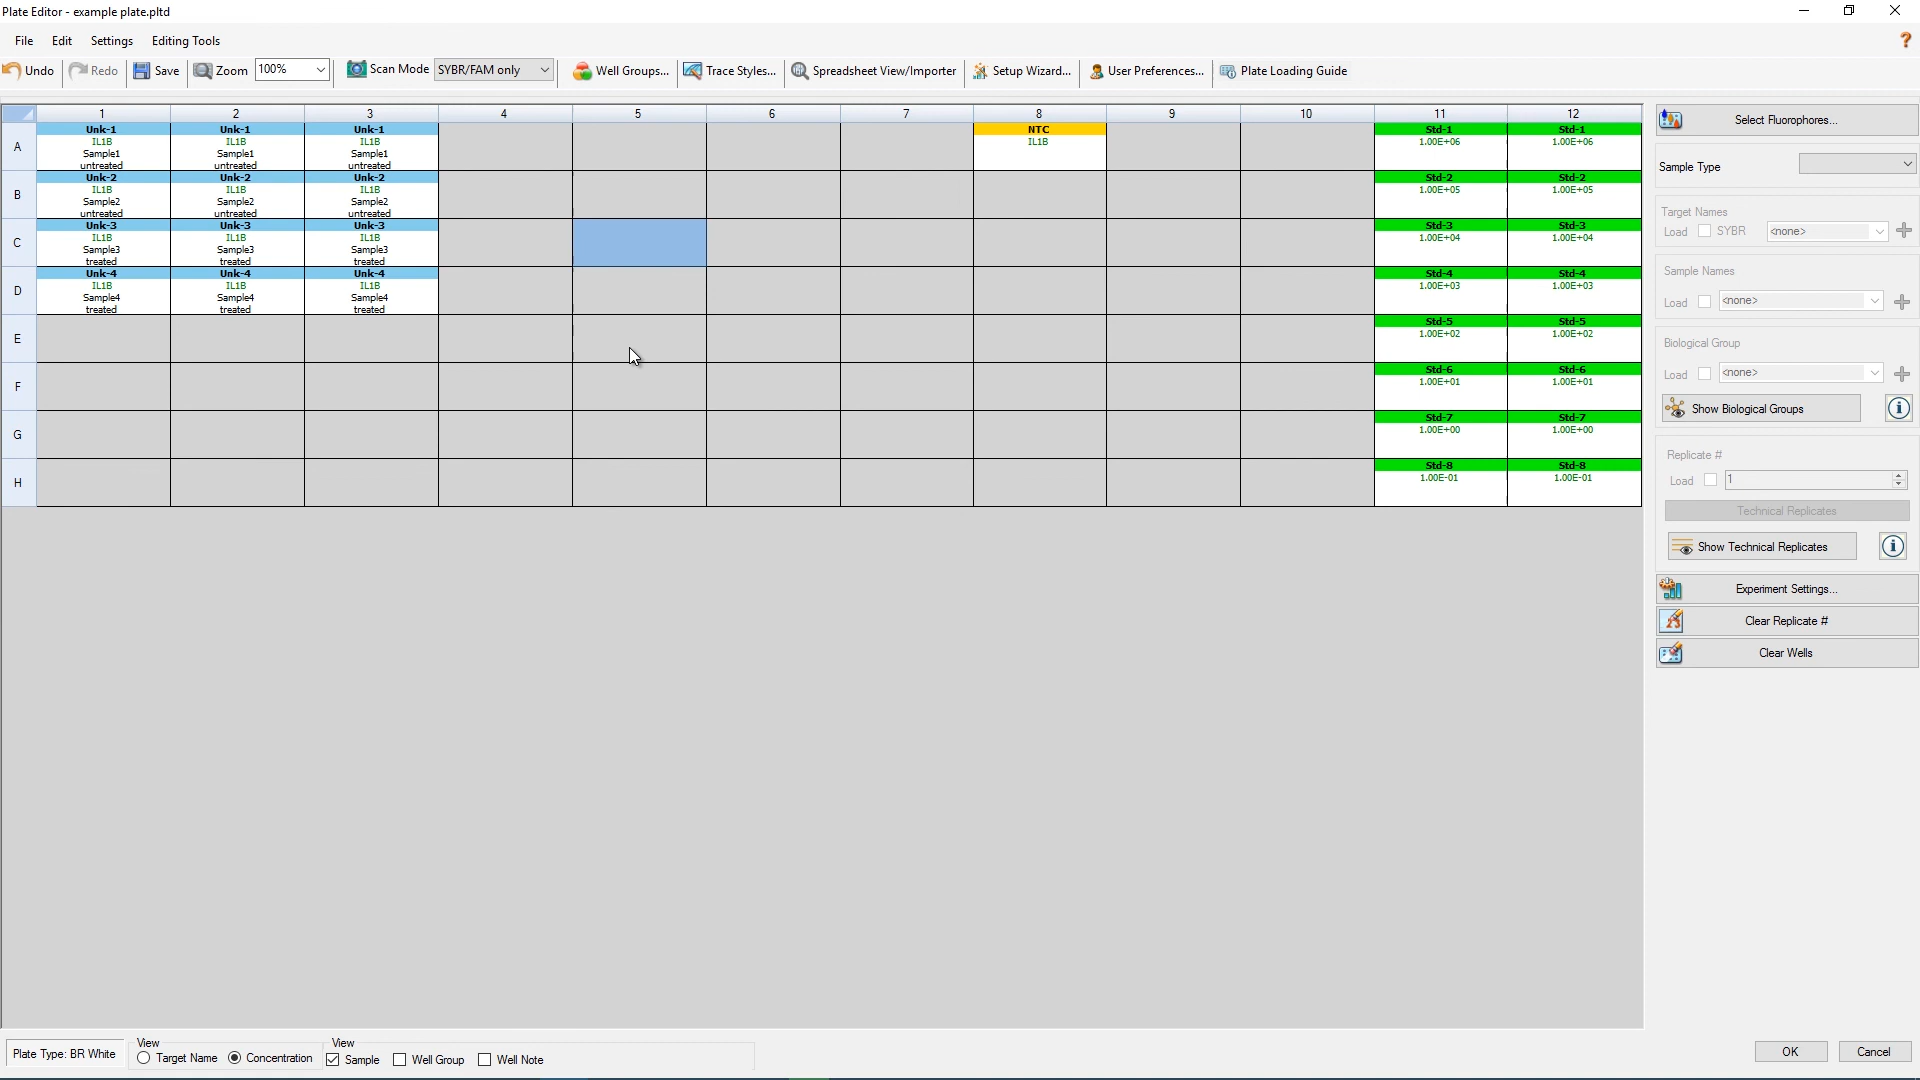 Plate Editor - example plate.pltd
File Edit Settings Editing Tools ?
Undo Redo Save Zoom 100% Scan Mode SYBR/FAM only Well Groups... Trace Styles... Spreadsheet View/Importer Setup Wizard... User Preferences... Plate Loading Guide
1 2 3 4 5 6 7 8 9 10 11 12
A
Unk-1 Unk-1 Unk-1 NTC Std-1 Std-1
IL1B IL1B IL1B IL1B 1.00E+06 1.00E+06
Sample1 Sample1 Sample1
untreated untreated untreated
B
Unk-2 Unk-2 Unk-2 Std-2 Std-2
IL1B IL1B IL1B 1.00E+05 1.00E+05
Sample2 Sample2 Sample2
untreated untreated untreated
C
Unk-3 Unk-3 Unk-3 Std-3 Std-3
IL1B IL1B IL1B 1.00E+04 1.00E+04
Sample3 Sample3 Sample3
treated treated treated
D
Unk-4 Unk-4 Unk-4 Std-4 Std-4
IL1B IL1B IL1B 1.00E+03 1.00E+03
Sample4 Sample4 Sample4
treated treated treated
E
Std-5 Std-5
1.00E+02 1.00E+02
F
Std-6 Std-6
1.00E+01 1.00E+01
G
Std-7 Std-7
1.00E+00 1.00E+00
H
Std-8 Std-8
1.00E-01 1.00E-01
Select Fluorophores...
Sample Type
Target Names
Load SYBR <none>
Sample Names
Load <none>
Biological Group
Load <none>
Show Biological Groups
Replicate #
Load 1
Technical Replicates
Show Technical Replicates
Experiment Settings...
Clear Replicate #
Clear Wells
Plate Type: BR White
View
Target Name Concentration
View
Sample Well Group Well Note
OK Cancel